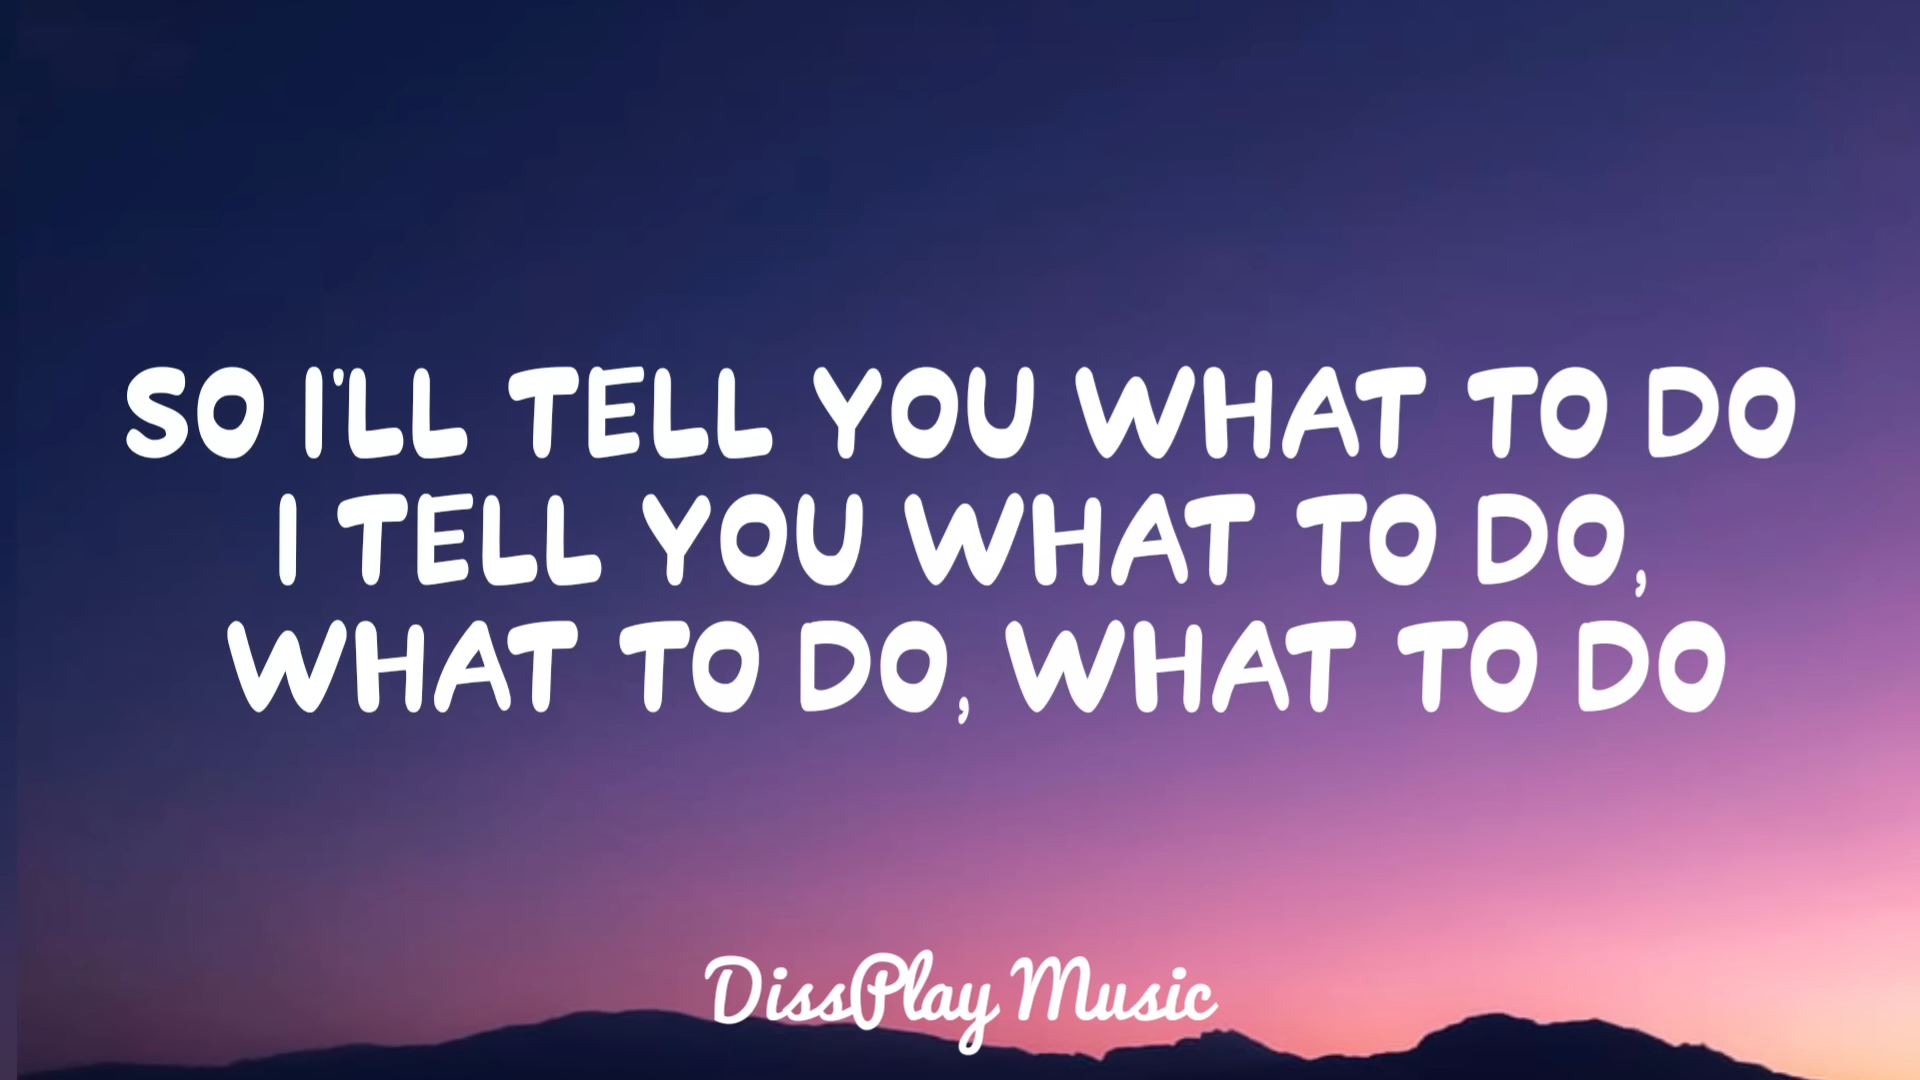 SO I'LL TELL YOU WHAT TO DO
I TELL YOU WHAT TO DO,
WHAT TO DO, WHAT TO DO
DissPlay Music